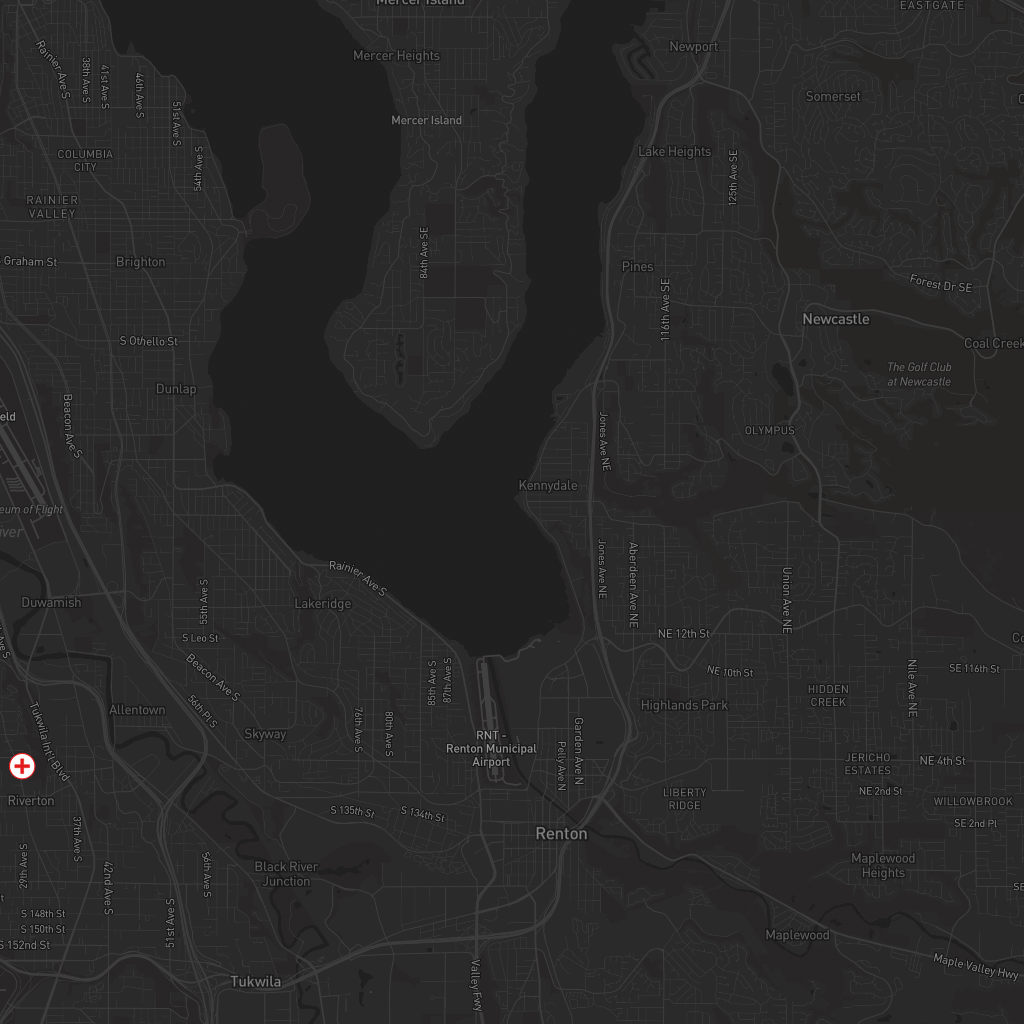 Mercer Island
EASTGATE
Newport
Mercer Heights
Rainier Ave S
38th Ave S
41st Ave S
46th Ave S
Somerset
51st Ave S
Mercer Island
COLUMBIA
CITY
54th Ave S
Lake Heights
125th Ave SE
RAINIER
VALLEY
84th Ave SE
Graham St
Brighton
Pines
Forest Dr SE
116th Ave SE
Newcastle
S Othello St
Coal Creek
The Golf Club
at Newcastle
Dunlap
eld
Beacon Ave S
Jones Ave NE
OLYMPUS
Kennydale
eum of Flight
iver
Jones Ave NE
Aberdeen Ave NE
Rainier Ave S
Union Ave NE
Duwamish
55th Ave S
Lakeridge
Ave S
S Leo St
NE 12th St
Co
Beacon Ave S
85th Ave S
87th Ave S
NE 10th St
Nile Ave NE
SE 116th St
HIDDEN
CREEK
56th Pl S
Allentown
Highlands Park
Tukwila Int'l Blvd
76th Ave S
80th Ave S
Skyway
RNT -
Renton Municipal
Airport
Garden Ave N
Pelly Ave N
JERICHO
ESTATES
NE 4th St
Riverton
NE 2nd St
LIBERTY
RIDGE
WILLOWBROOK
S 135th St
S 134th St
SE 2nd Pl
37th Ave S
Renton
29th Ave S
42nd Ave S
56th Ave S
Black River
Junction
Maplewood
Heights
SE
t
S 148th St
S 150th St
51st Ave S
S 152nd St
Maplewood
Maple Valley Hwy
Tukwila
Valley Fwy